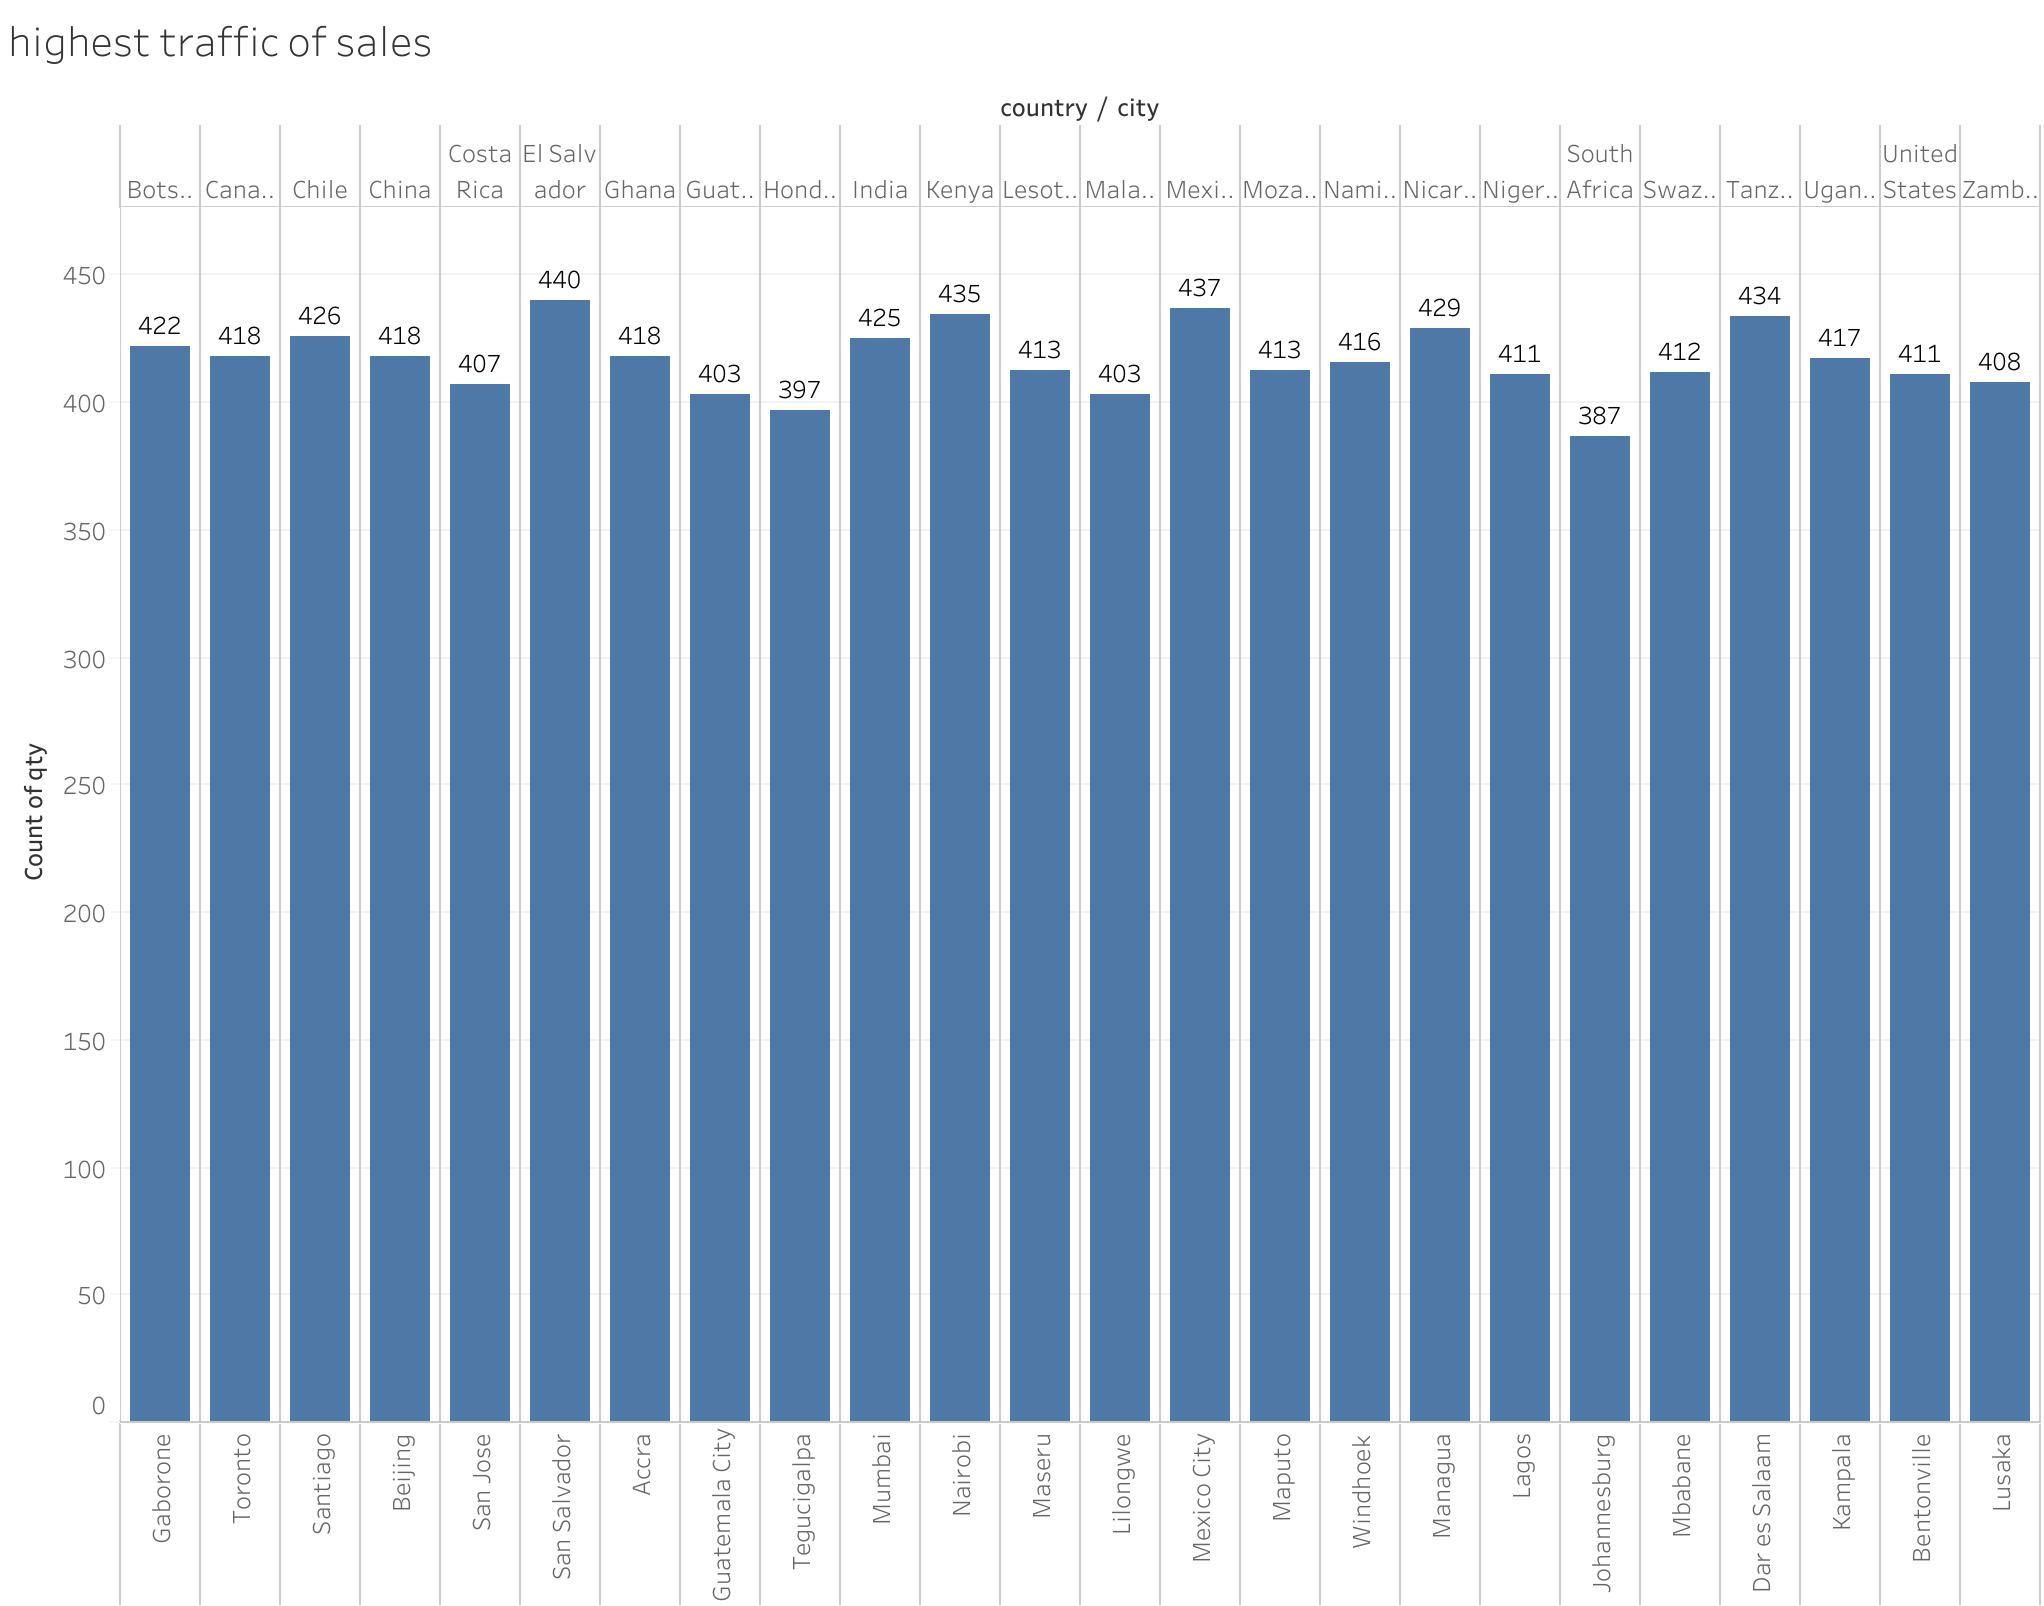 highest traffic of sales
country / city
Costa El Salv South United
Bots.. Cana.. Chile China Rica ador Ghana Guat.. Hond.. India Kenya Lesot.. Mala.. Mexi.. Moza.. Nami.. Nicar.. Niger.. Africa Swaz.. Tanz.. Ugan.. States Zamb..
450
400
350
300
250
200
150
100
50
0
Count of qty
422 418 426 418 407 440 418 403 397 425 435 413 403 437 413 416 429 411 387 412 434 417 411 408
Gaborone
Toronto
Santiago
Beijing
San Jose
San Salvador
Accra
Guatemala City
Tegucigalpa
Mumbai
Nairobi
Maseru
Lilongwe
Mexico City
Maputo
Windhoek
Managua
Lagos
Johannesburg
Mbabane
Dar es Salaam
Kampala
Bentonville
Lusaka